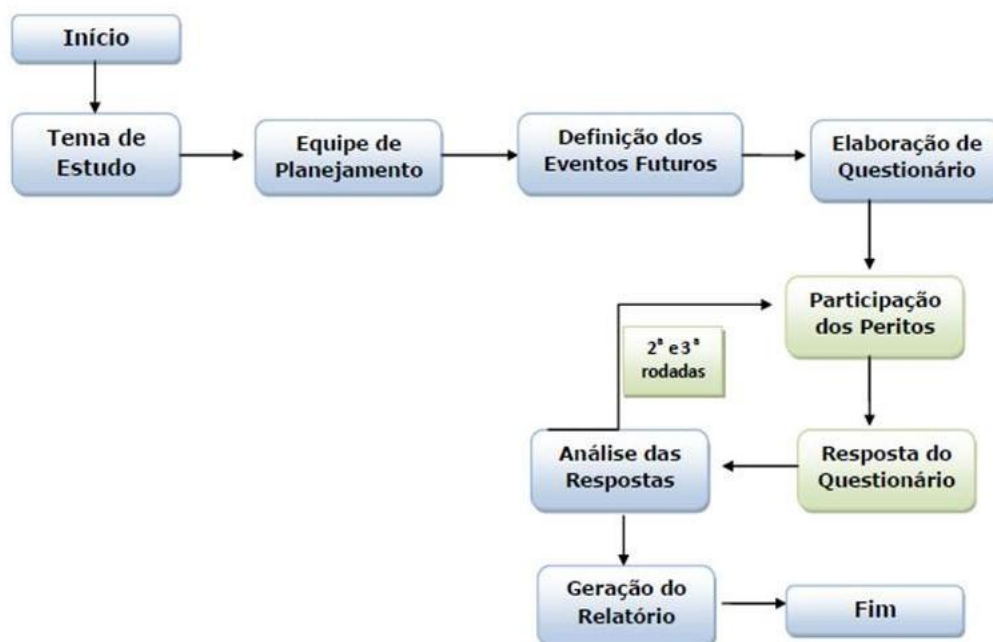 Início
Tema de
Estudo
Equipe de
Planejamento
Definição dos
Eventos Futuros
Elaboração de
Questionário
Participação
dos Peritos
2ª e 3ª
rodadas
Análise das
Respostas
Resposta do
Questionário
Geração do
Relatório
Fim